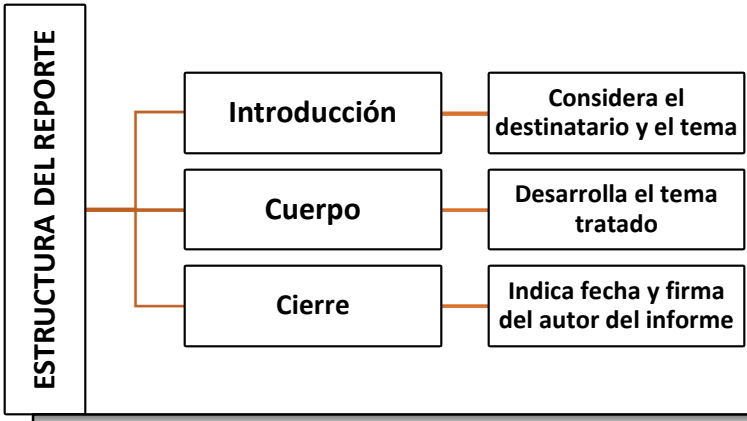 ESTRUCTURA DEL REPORTE
Introducción
Considera el
destinatario y el tema
Cuerpo
Desarrolla el tema
tratado
Cierre
Indica fecha y firma
del autor del informe